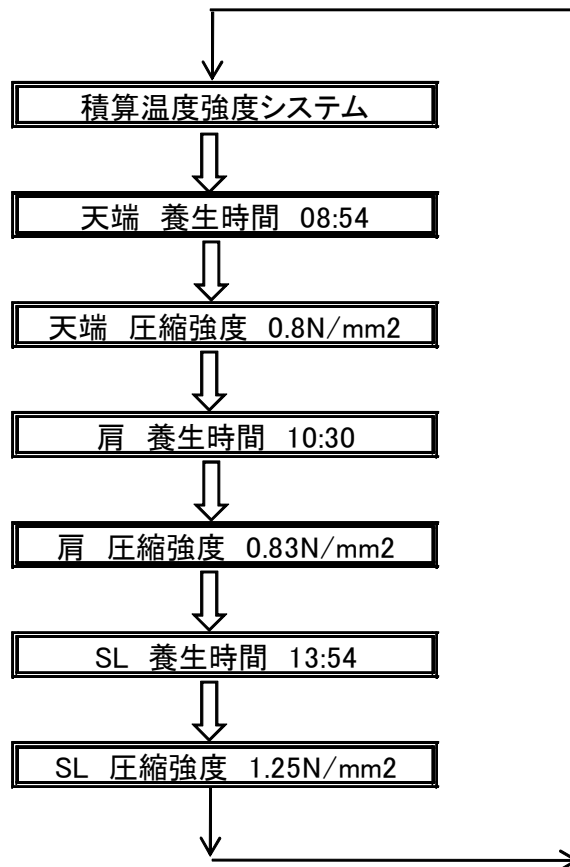 積算温度強度システム
天端 養生時間 08:54
天端 圧縮強度 0.8N/mm2
肩 養生時間 10:30
肩 圧縮強度 0.83N/mm2
SL 養生時間 13:54
SL 圧縮強度 1.25N/mm2